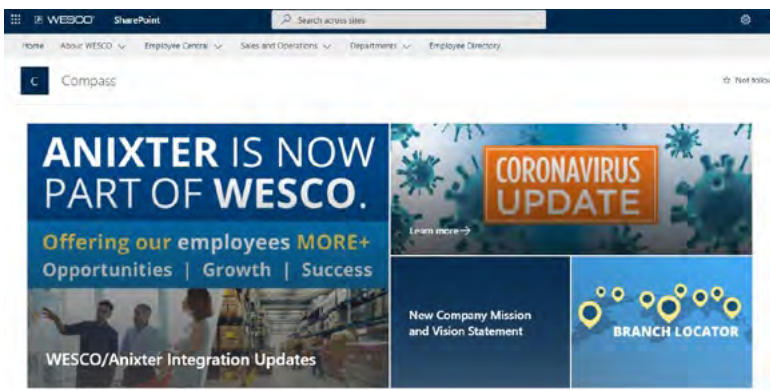 WESCO SharePoint Search across sites
Home About WESCO Employee Central Sales and Operations Departments Employee Directory
C Compass Not follow
ANIXTER IS NOW
PART OF WESCO.
Offering our employees MORE+
Opportunities | Growth | Success
WESCO/Anixter Integration Updates
CORONAVIRUS
UPDATE
Learn more →
New Company Mission
and Vision Statement
BRANCH LOCATOR